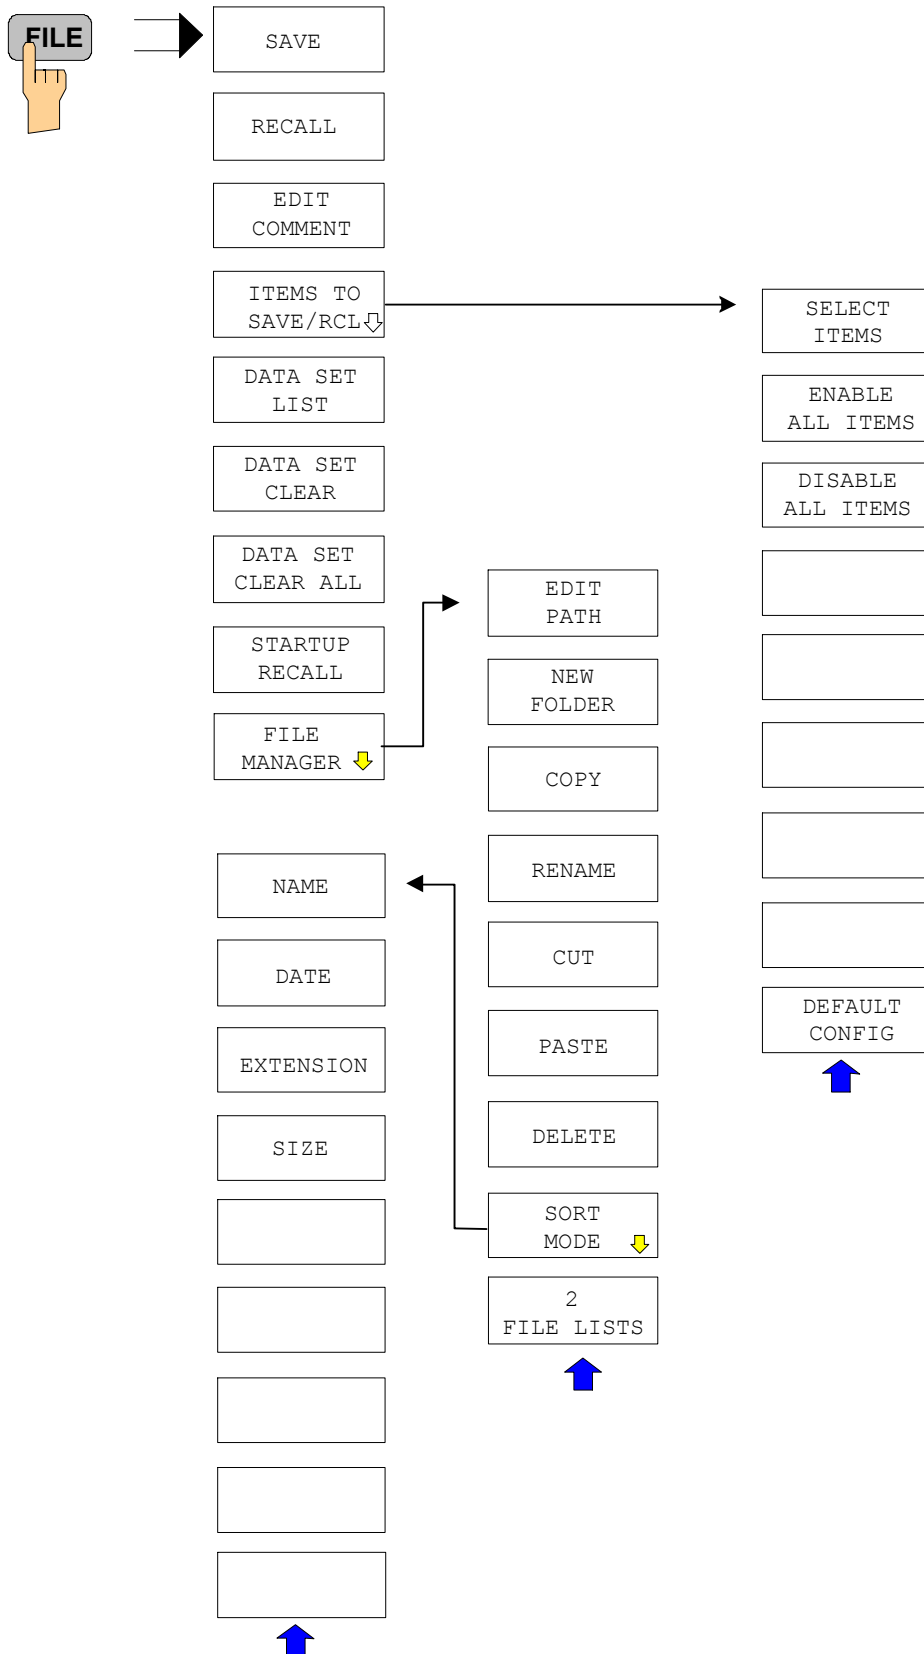 FILE
SAVE
RECALL
EDIT
COMMENT
ITEMS TO
SAVE/RCL
DATA SET
LIST
DATA SET
CLEAR
DATA SET
CLEAR ALL
STARTUP
RECALL
FILE
MANAGER
SELECT
ITEMS
ENABLE
ALL ITEMS
DISABLE
ALL ITEMS
DEFAULT
CONFIG
EDIT
PATH
NEW
FOLDER
COPY
RENAME
CUT
PASTE
DELETE
SORT
MODE
2
FILE LISTS
NAME
DATE
EXTENSION
SIZE